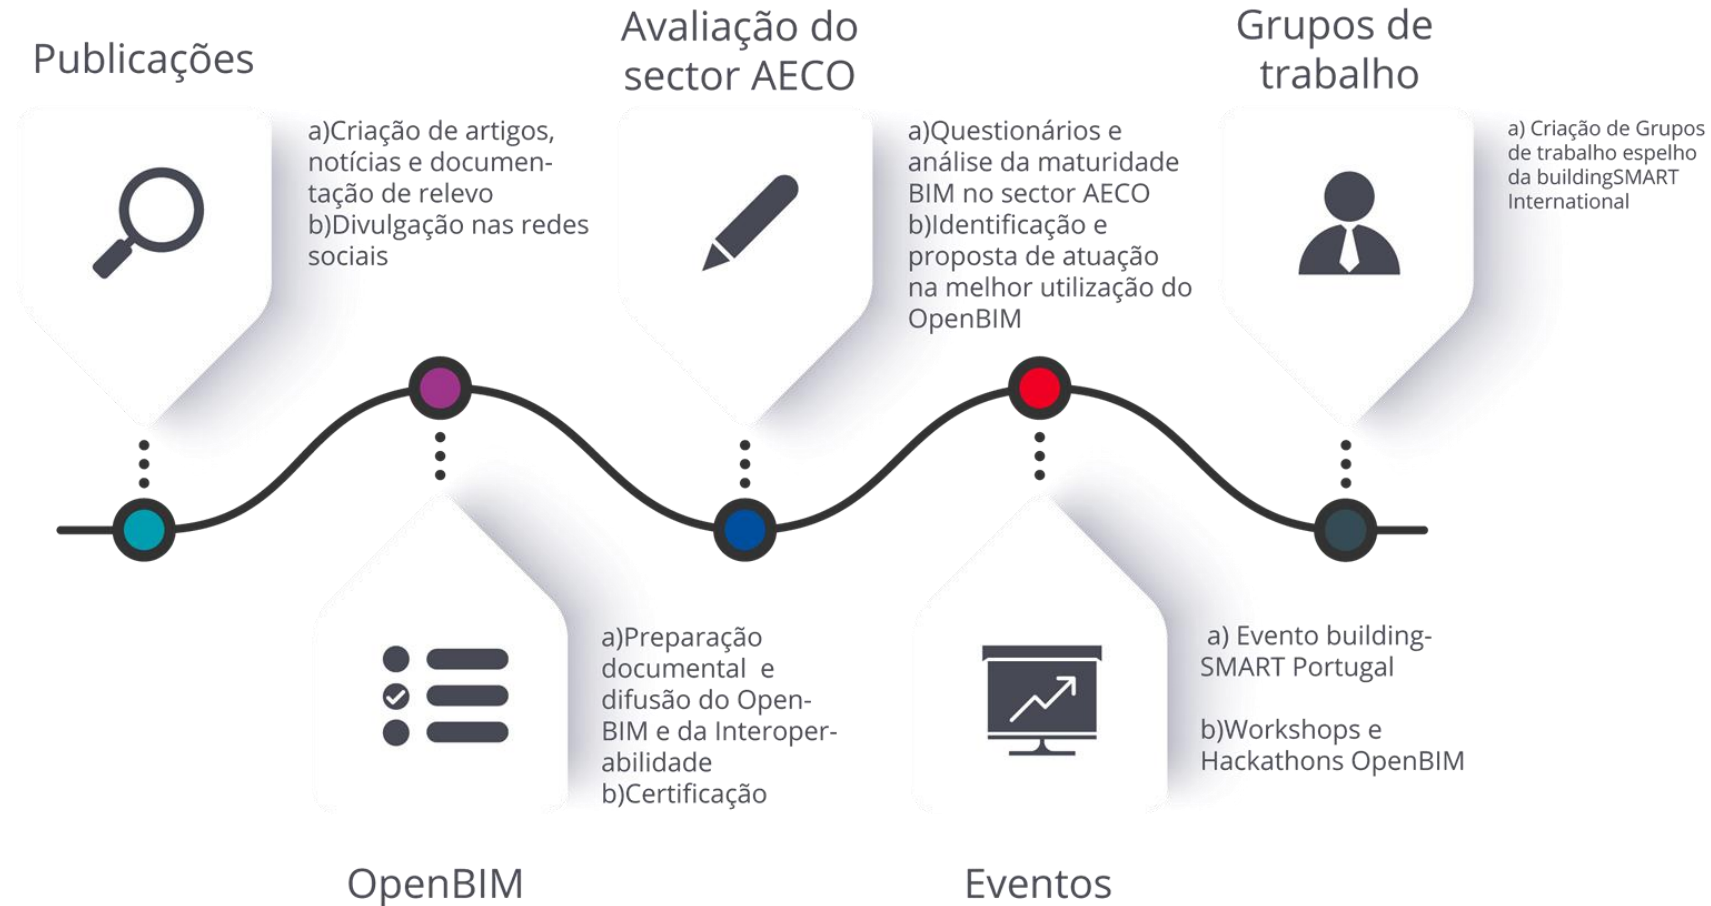 Publicações
a)Criação de artigos,
notícias e documen-
tação de relevo
b)Divulgação nas redes
sociais
OpenBIM
a)Preparação
documental  e
difusão do Open-
BIM e da Interoper-
abilidade
b)Certificação
Avaliação do
sector AECO
a)Questionários e
análise da maturidade
BIM no sector AECO
b)Identificação e
proposta de atuação
na melhor utilização do
OpenBIM
Eventos
a) Evento building-
SMART Portugal
b)Workshops e
Hackathons OpenBIM
Grupos de
trabalho
a) Criação de Grupos
de trabalho espelho
da buildingSMART
International